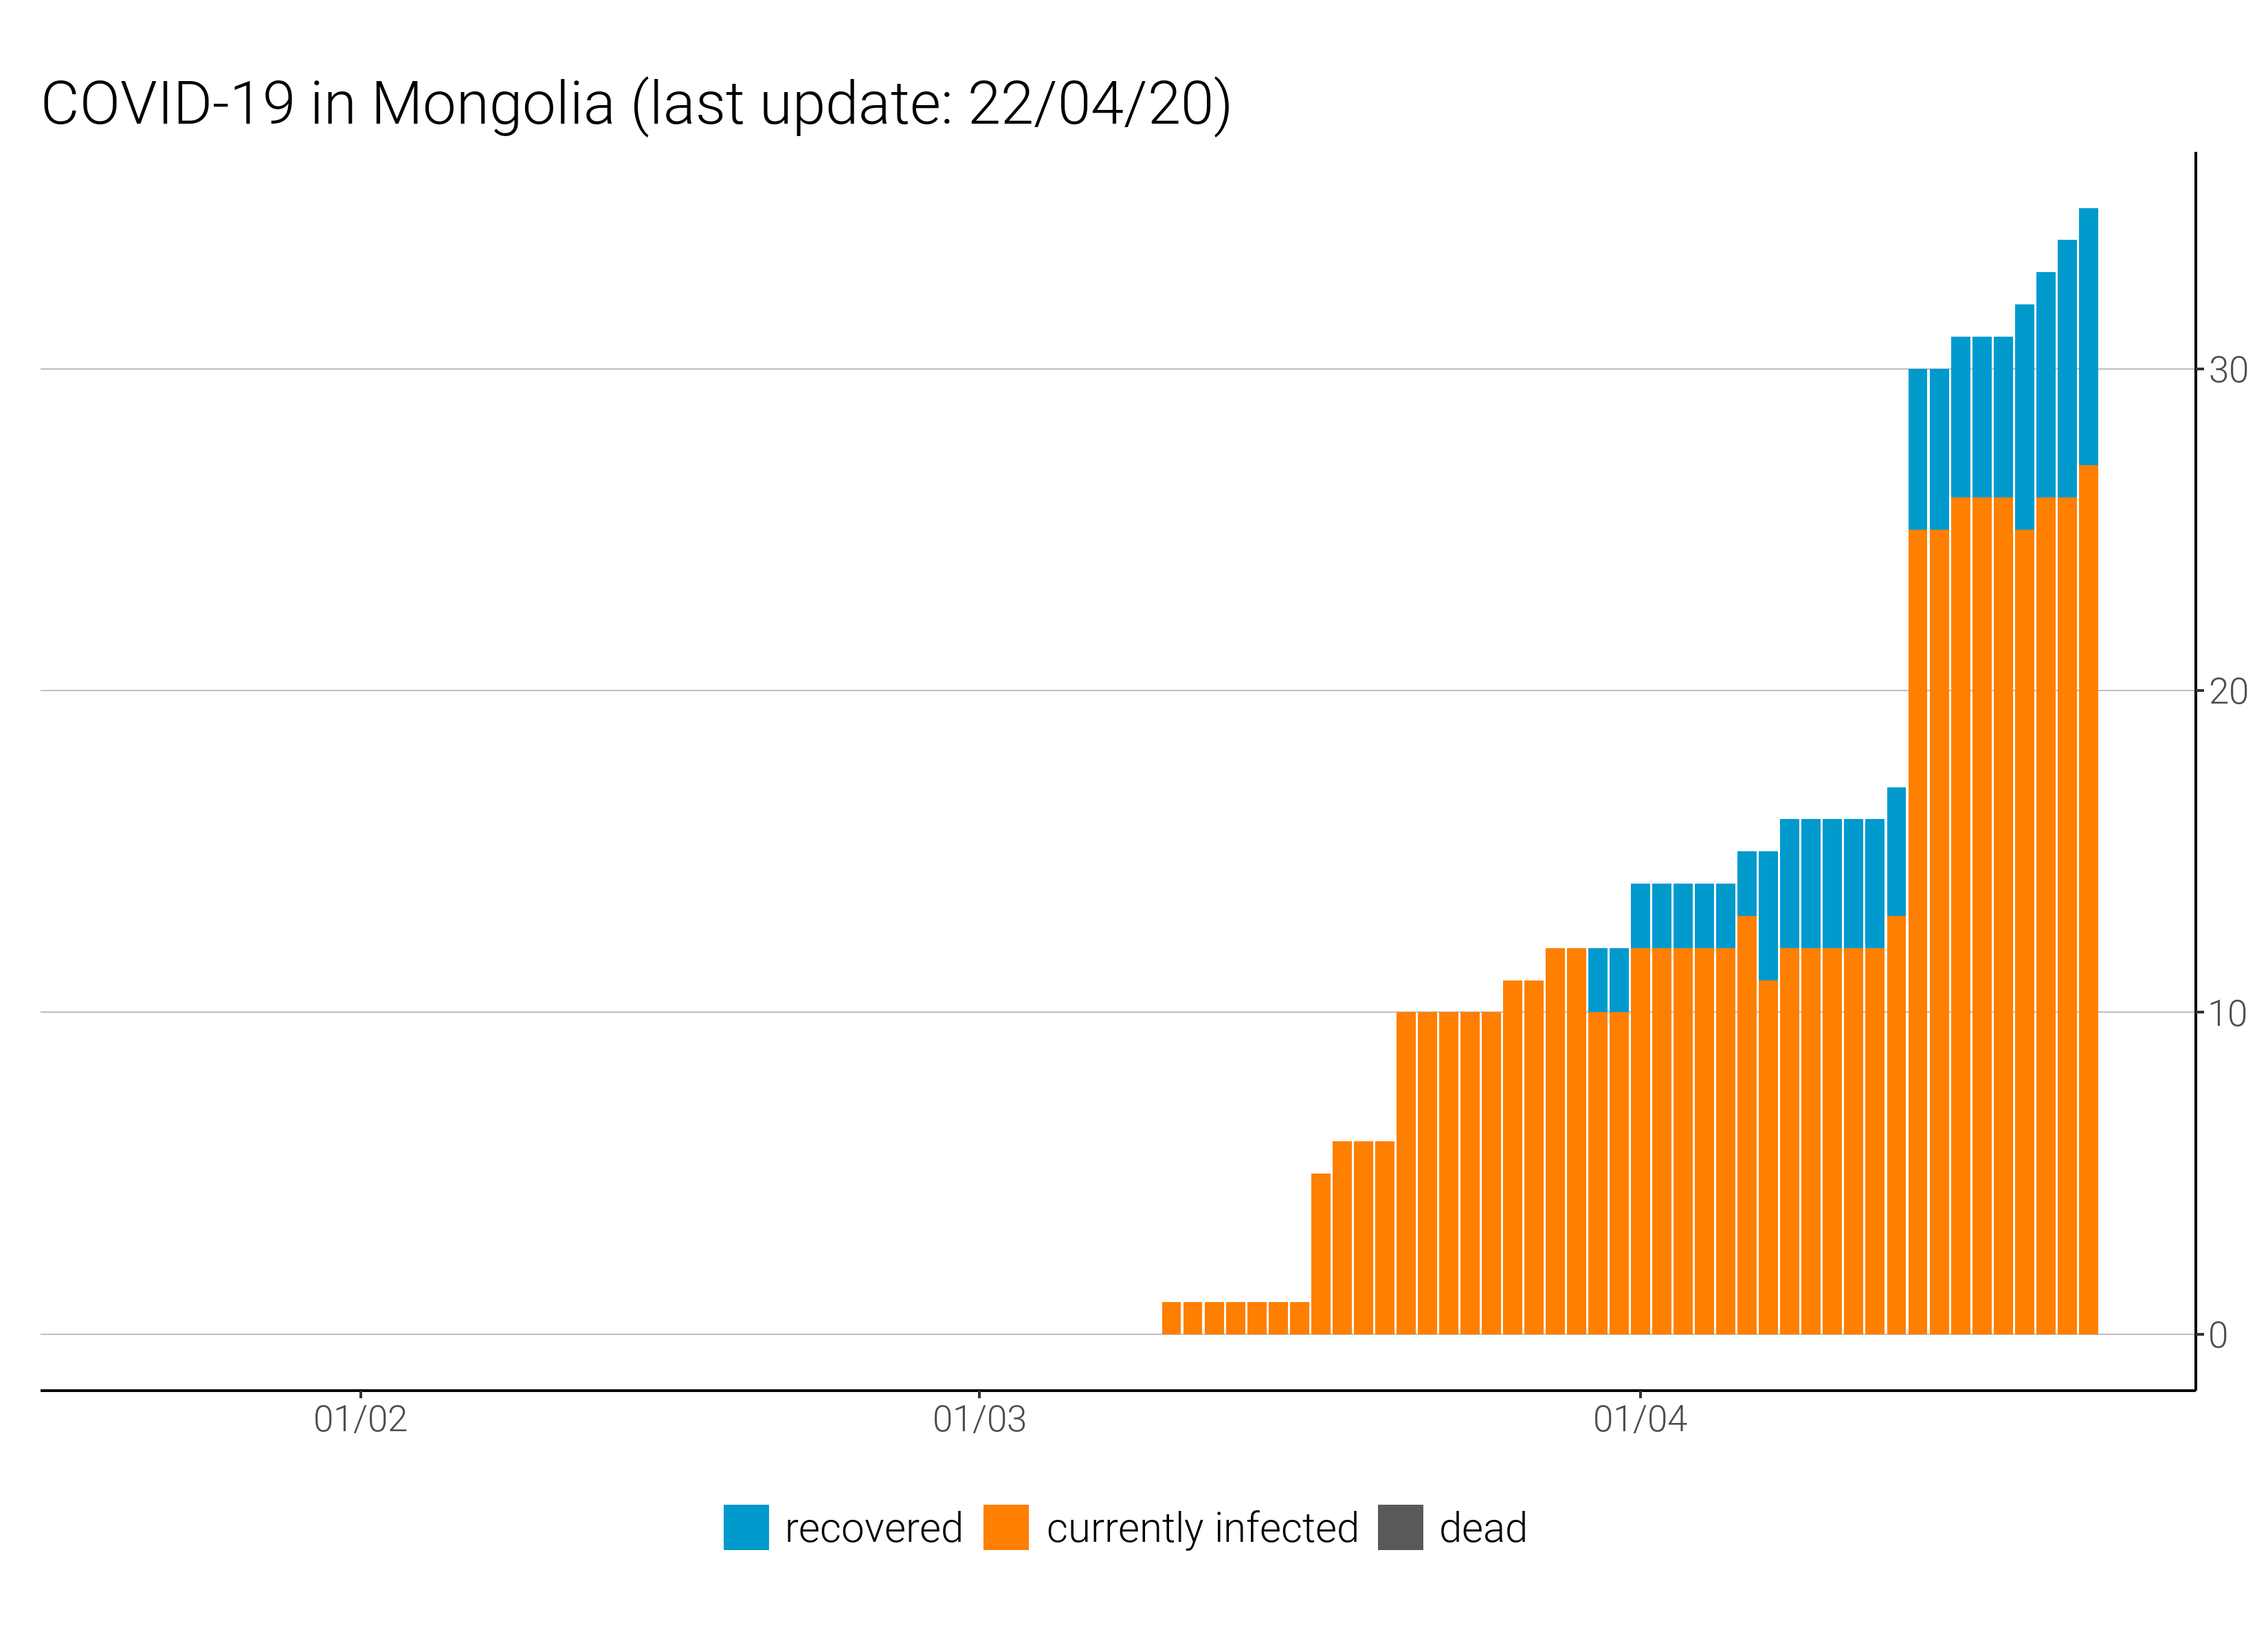 COVID-19 in Mongolia (last update: 22/04/20)
30
20
10
0
01/02 01/03 01/04
recovered currently infected dead